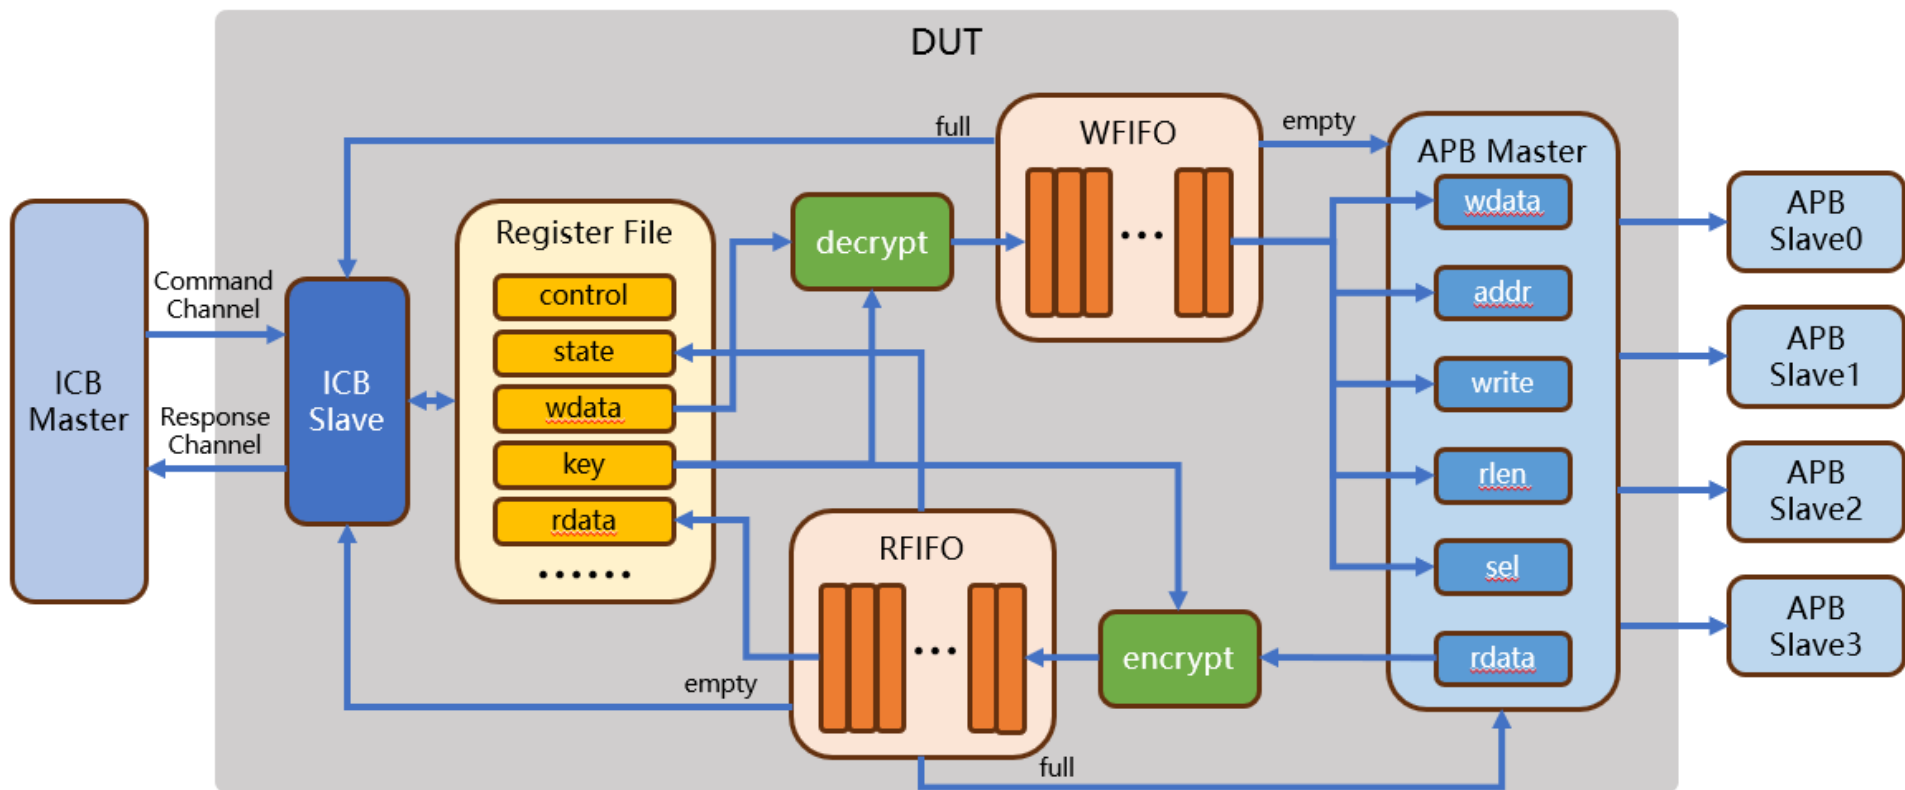 DUT
full
WFIFO
empty
APB Master
wdata
addr
write
rlen
sel
rdata
APB
Slave0
APB
Slave1
APB
Slave2
APB
Slave3
decrypt
Register File
control
state
wdata
key
rdata
......
Command
Channel
Response
Channel
ICB
Master
ICB
Slave
RFIFO
...
...
encrypt
empty
full